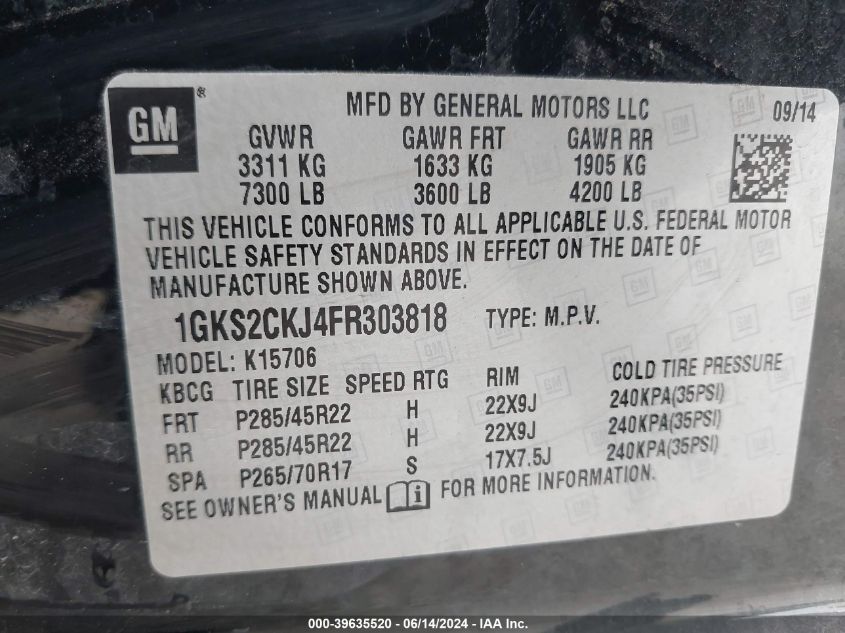 GM ® MFD BY GENERAL MOTORS LLC 09/14
GVWR GAWR FRT GAWR RR
3311 KG 1633 KG 1905 KG
7300 LB 3600 LB 4200 LB
THIS VEHICLE CONFORMS TO ALL APPLICABLE U.S. FEDERAL MOTOR
VEHICLE SAFETY STANDARDS IN EFFECT ON THE DATE OF
MANUFACTURE SHOWN ABOVE.
1GKS2CKJ4FR303818 TYPE: M.P.V.
MODEL: K15706
KBCG TIRE SIZE SPEED RTG RIM COLD TIRE PRESSURE
FRT P285/45R22 H 22X9J 240KPA(35PSI)
RR P285/45R22 H 22X9J 240KPA(35PSI)
SPA P265/70R17 S 17X7.5J 240KPA(35PSI)
SEE OWNER'S MANUAL i FOR MORE INFORMATION.
000-39635520 - 06/14/2024 - IAA Inc.